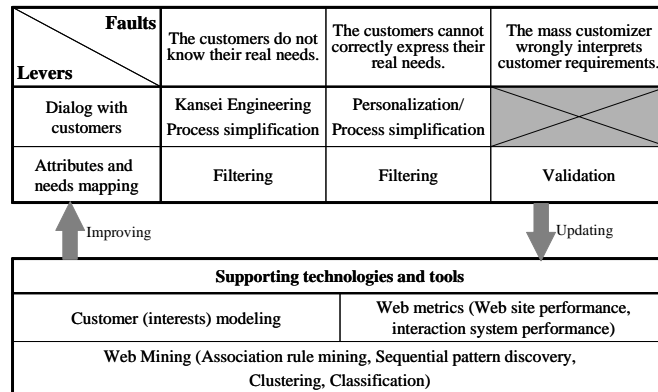 Faults
Levers
The customers do not
know their real needs.
The customers cannot
correctly express their
real needs.
The mass customizer
wrongly interprets
customer requirements.
Dialog with
customers
Kansei Engineering
Process simplification
Personalization/
Process simplification
Attributes and
needs mapping
Filtering
Filtering
Validation
Improving
Updating
Supporting technologies and tools
Customer (interests) modeling
Web metrics (Web site performance,
interaction system performance)
Web Mining (Association rule mining, Sequential pattern discovery,
Clustering, Classification)